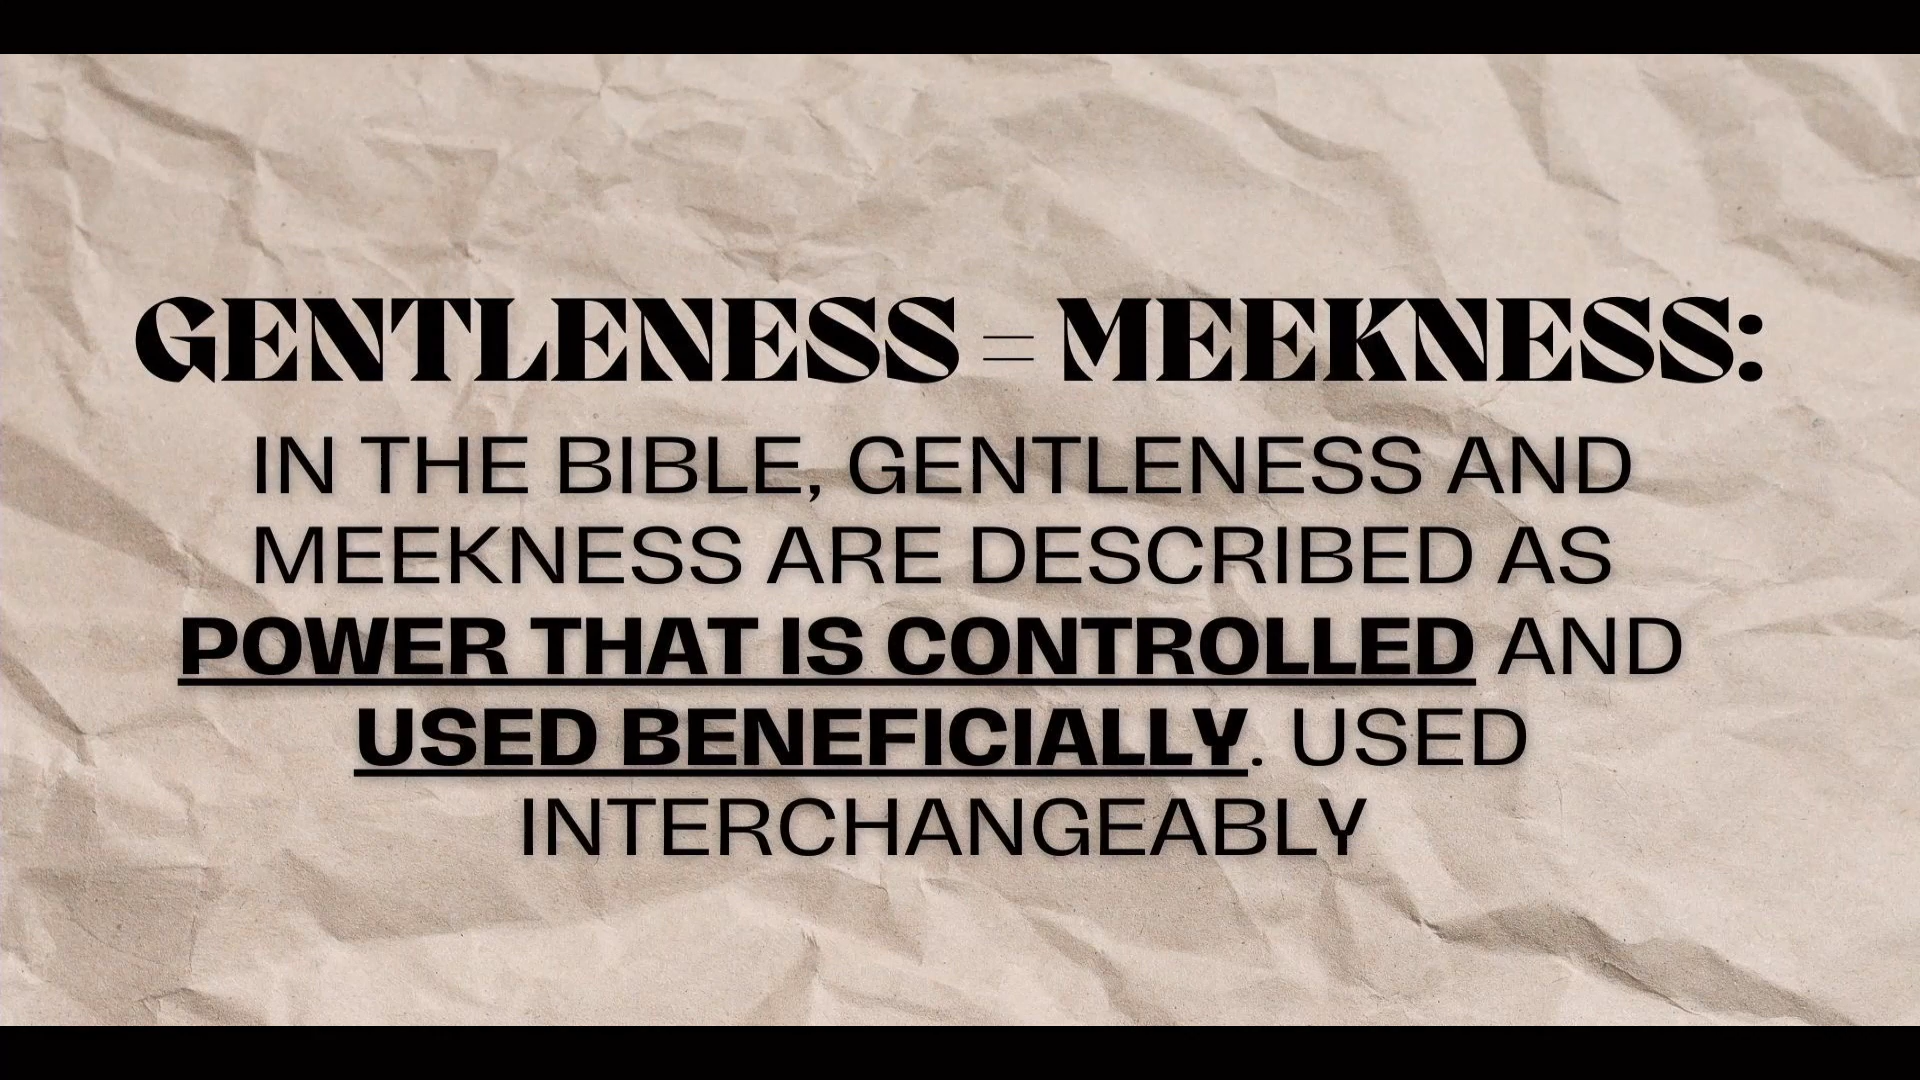 GENTLENESS = MEEKNESS:
IN THE BIBLE, GENTLENESS AND
MEEKNESS ARE DESCRIBED AS
POWER THAT IS CONTROLLED AND
USED BENEFICIALLY. USED
INTERCHANGEABLY